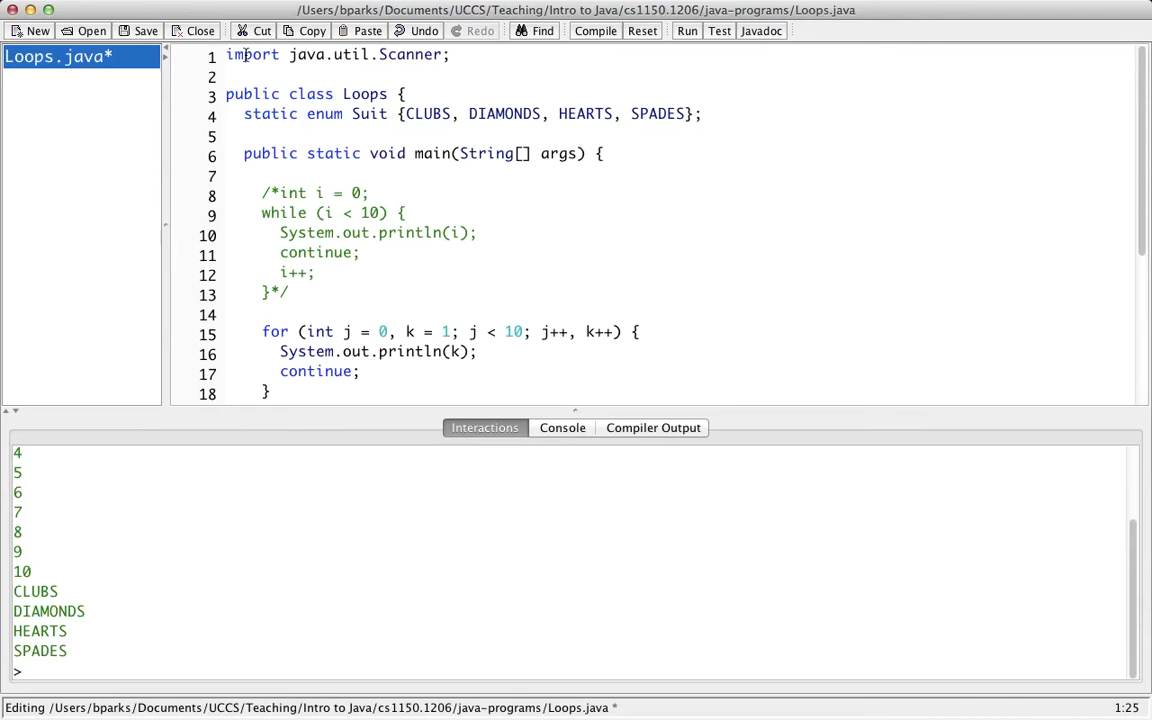 /Users/bparks/Documents/UCCS/Teaching/Intro to Java/cs1150.1206/java-programs/Loops.java
New Open Save Close Cut Copy Paste Undo Redo Find Compile Reset Run Test Javadoc
Loops.java*
1 import java.util.Scanner;
2
3 public class Loops {
4 static enum Suit {CLUBS, DIAMONDS, HEARTS, SPADES};
5
6 public static void main(String[] args) {
7
8 /*int i = 0;
9 while (i < 10) {
10 System.out.println(i);
11 continue;
12 i++;
13 }*/
14
15 for (int j = 0, k = 1; j < 10; j++, k++) {
16 System.out.println(k);
17 continue;
18 }
Interactions Console Compiler Output
4
5
6
7
8
9
10
CLUBS
DIAMONDS
HEARTS
SPADES
>
Editing /Users/bparks/Documents/UCCS/Teaching/Intro to Java/cs1150.1206/java-programs/Loops.java * 1:25